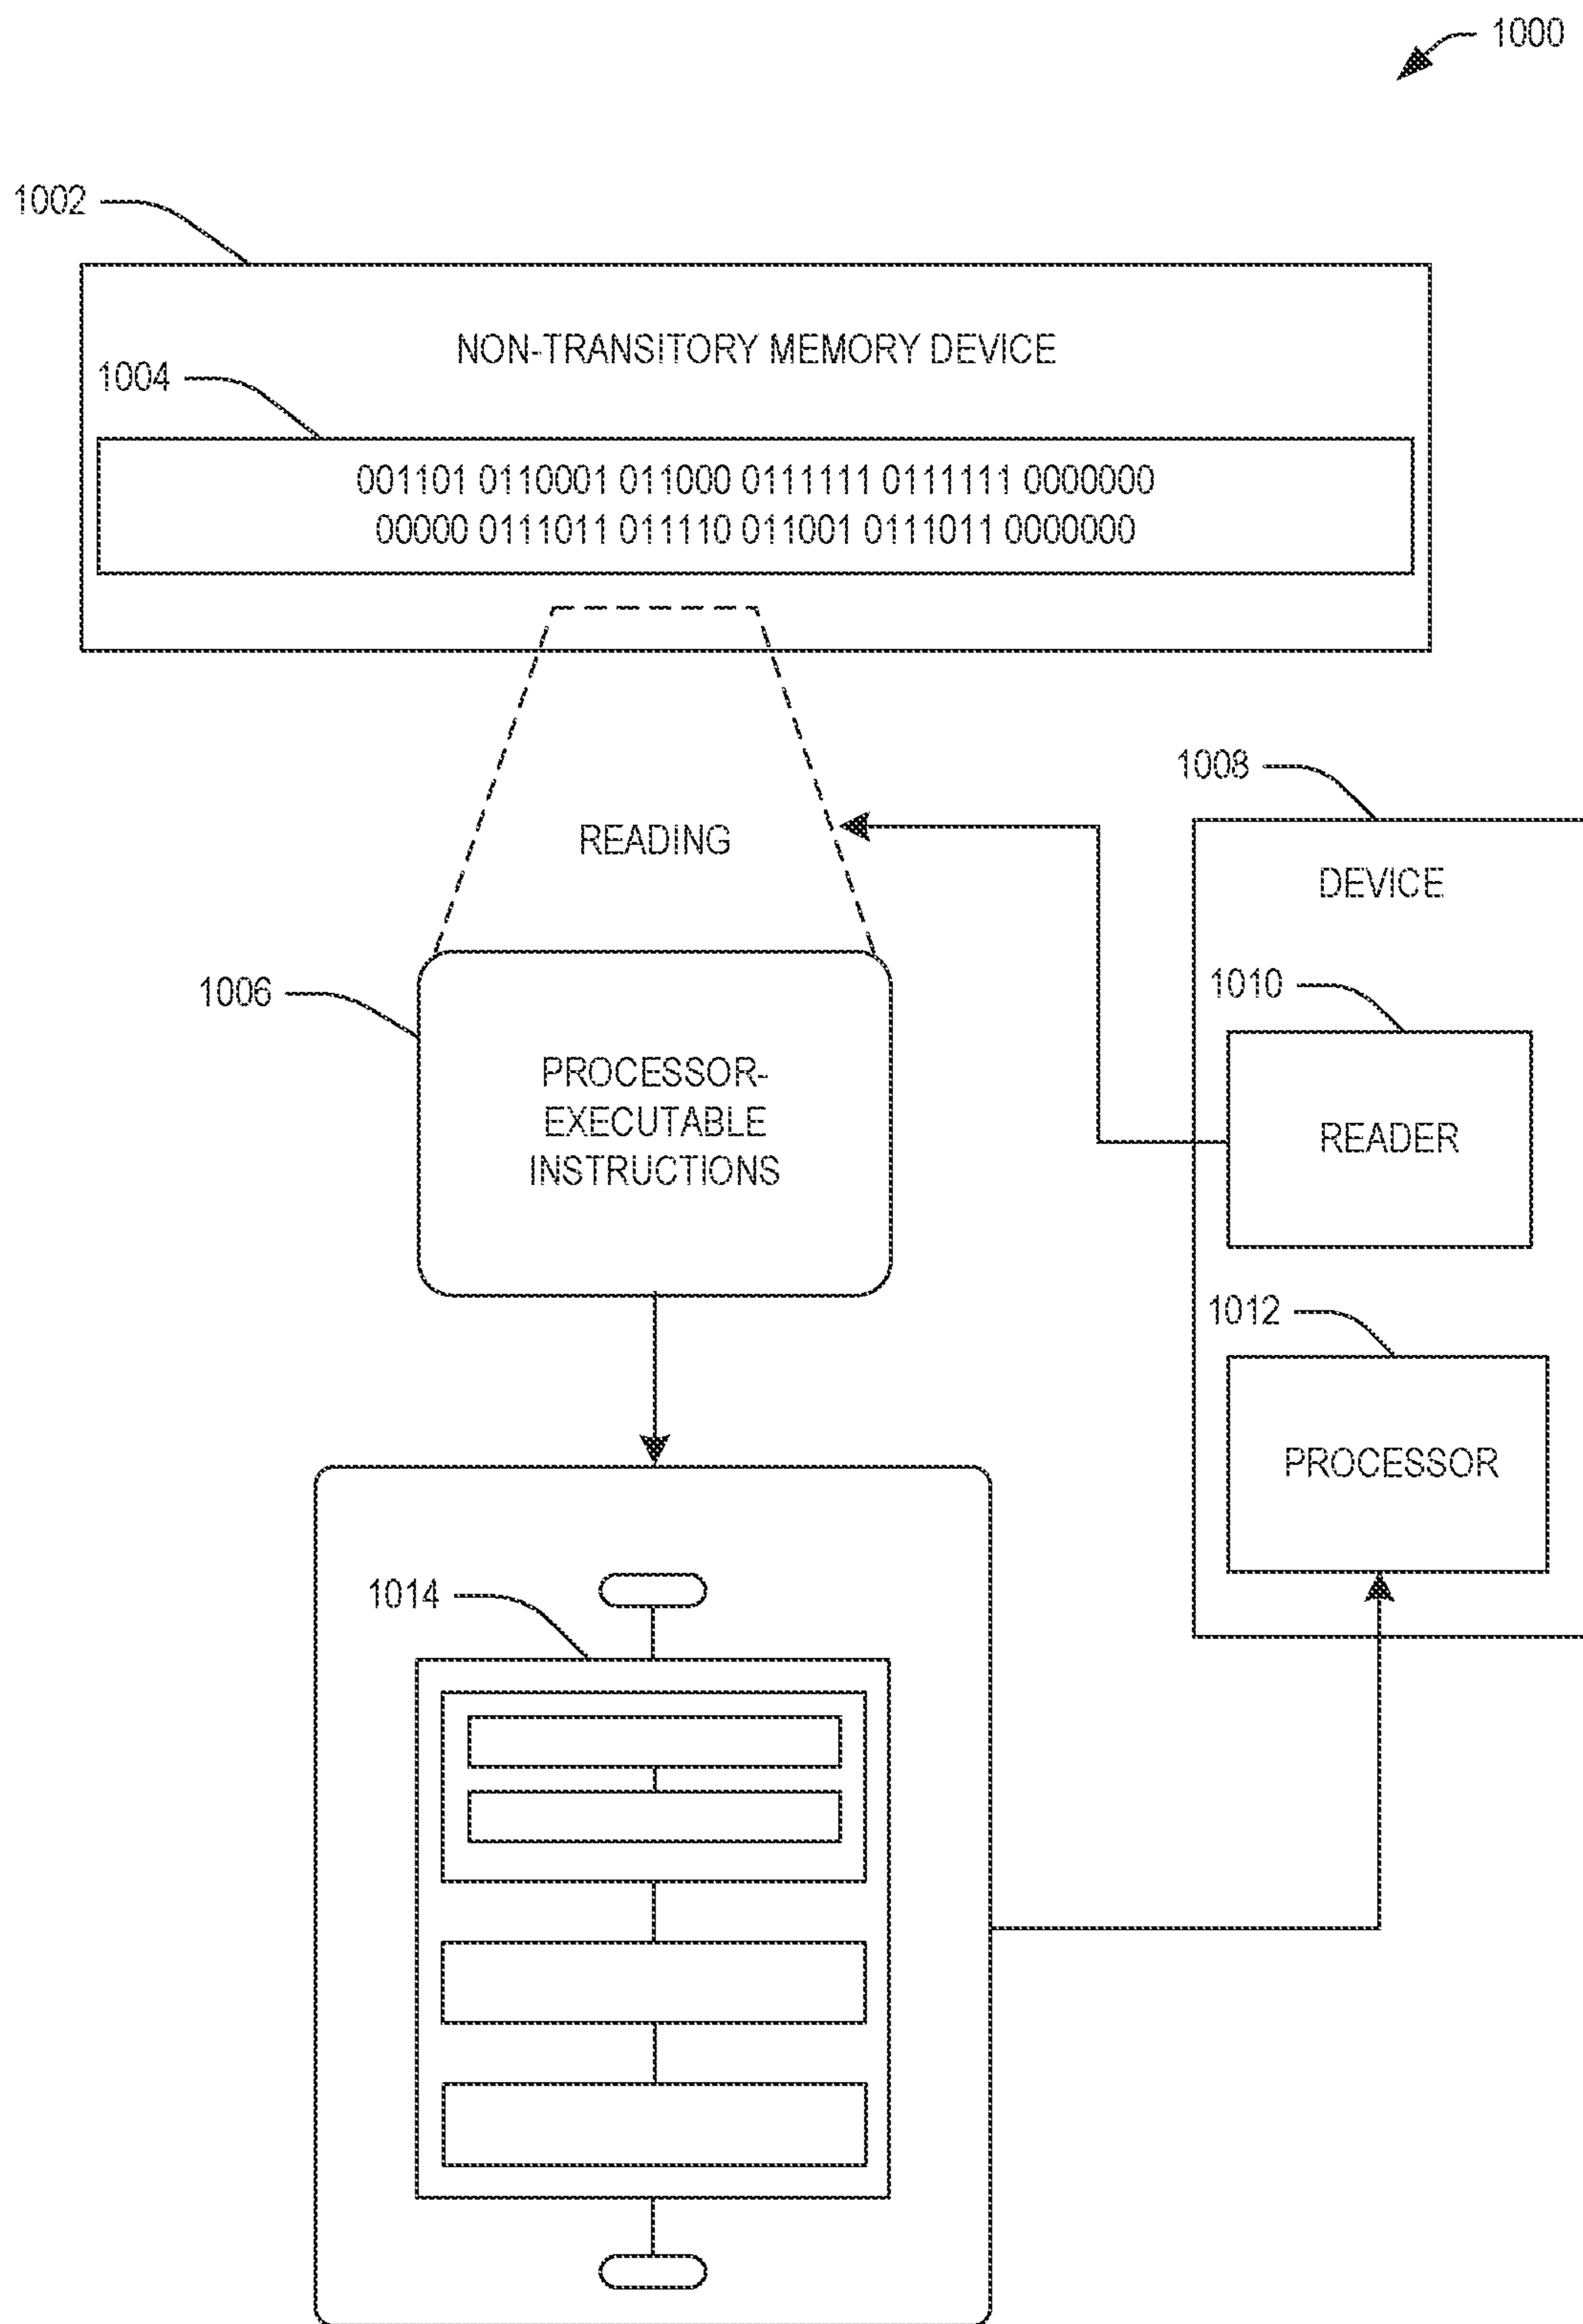 1000
1002
NON-TRANSITORY MEMORY DEVICE
1004
001101 0110001 011000 0111111 0111111 0000000
00000 0111011 011110 011001 0111011 0000000
1008
READING
DEVICE
1010
1006
PROCESSOR-
EXECUTABLE
INSTRUCTIONS
READER
1012
PROCESSOR
1014